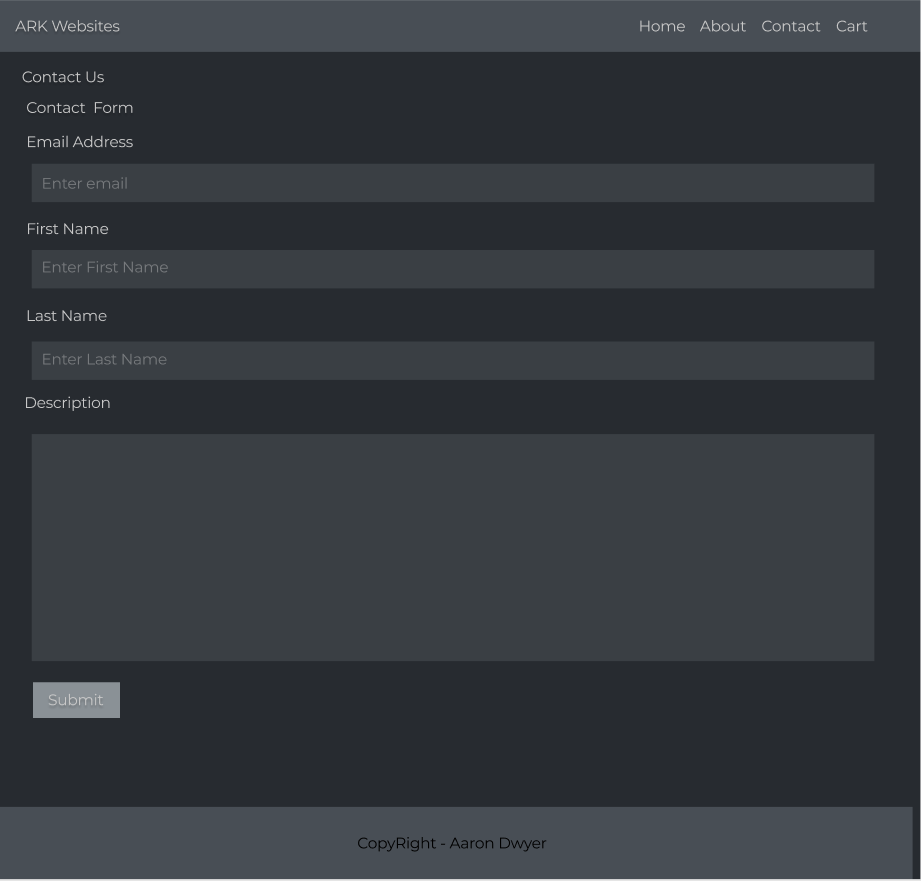 ARK Websites Home About Contact Cart
Contact Us
Contact Form
Email Address
Enter email
First Name
Enter First Name
Last Name
Enter Last Name
Description
Submit
CopyRight - Aaron Dwyer